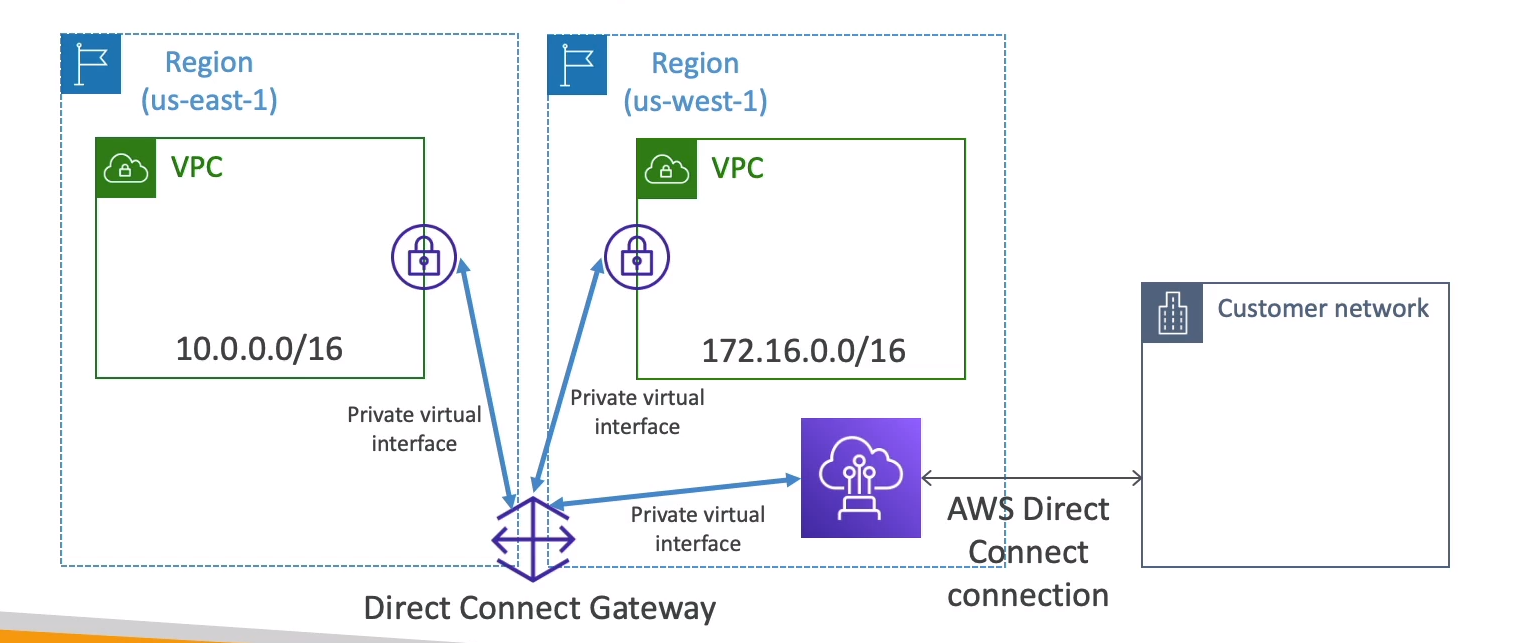 Region
(us-east-1)
VPC
10.0.0.0/16
Region
(us-west-1)
VPC
172.16.0.0/16
Private virtual
interface
Private virtual
interface
Private virtual
interface
Direct Connect Gateway
AWS Direct
Connect
connection
Customer network